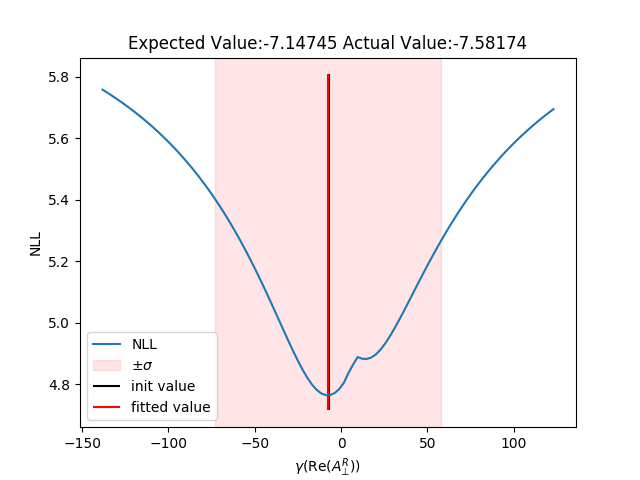 Expected Value:-7.14745 Actual Value:-7.58174
5.8
5.6
5.4
5.2
5.0
4.8
NLL
NLL
±σ
init value
fitted value
−150 −100 −50 0 50 100
γ(Re(A_⊥^R))